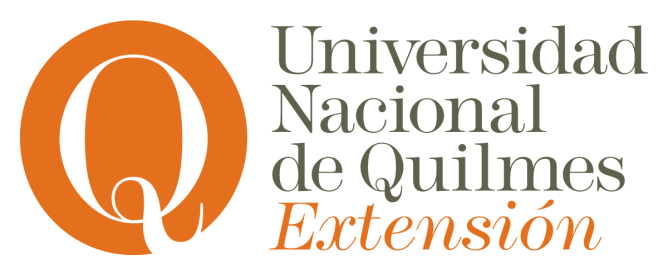 Q
Universidad
Nacional
de Quilmes
Extensión